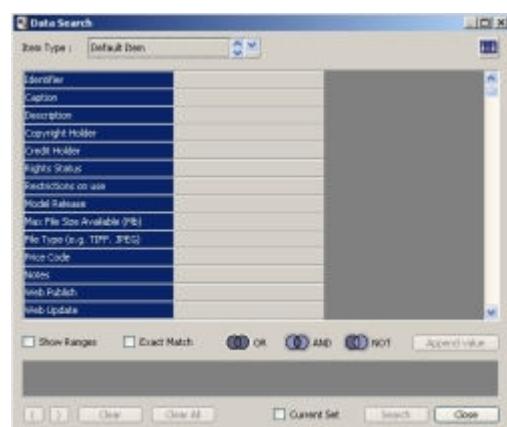 Data Search
Item Type : Default Item
Identifier
Caption
Description
Copyright Holder
Credit Holder
Rights Status
Restrictions on use
Model Release
Max File Size Available (Mb)
File Type (e.g. TIFF, JPEG)
Price Code
Notes
Web Publish
Web Update
Show Ranges Exact Match OR AND NOT Append value
( ) Clear Clear All Current Set Search Close